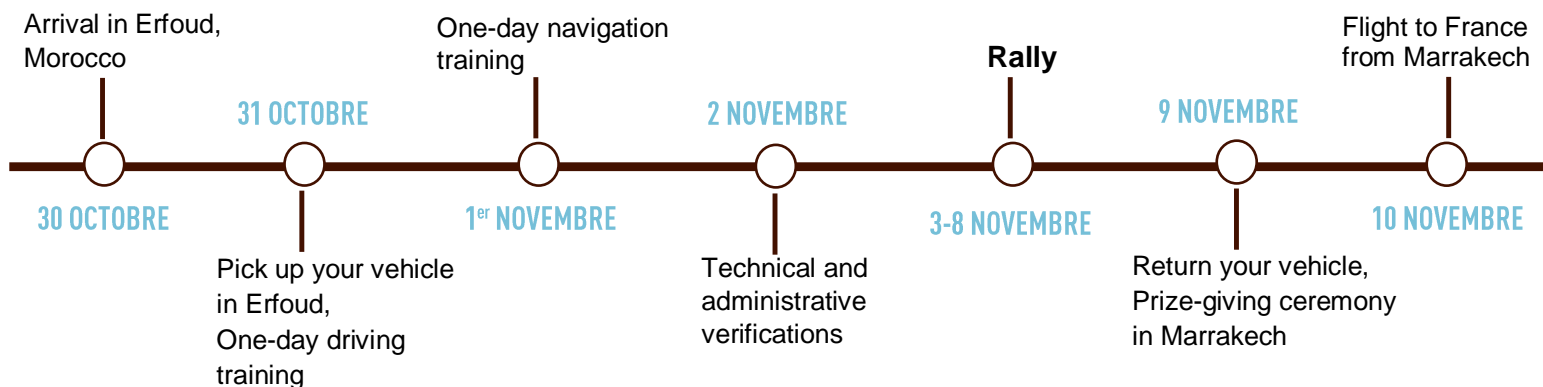 Arrival in Erfoud,
Morocco
30 OCTOBRE
31 OCTOBRE
Pick up your vehicle
in Erfoud,
One-day driving
training
One-day navigation
training
1er NOVEMBRE
2 NOVEMBRE
Technical and
administrative
verifications
Rally
3-8 NOVEMBRE
9 NOVEMBRE
Return your vehicle,
Prize-giving ceremony
in Marrakech
Flight to France
from Marrakech
10 NOVEMBRE